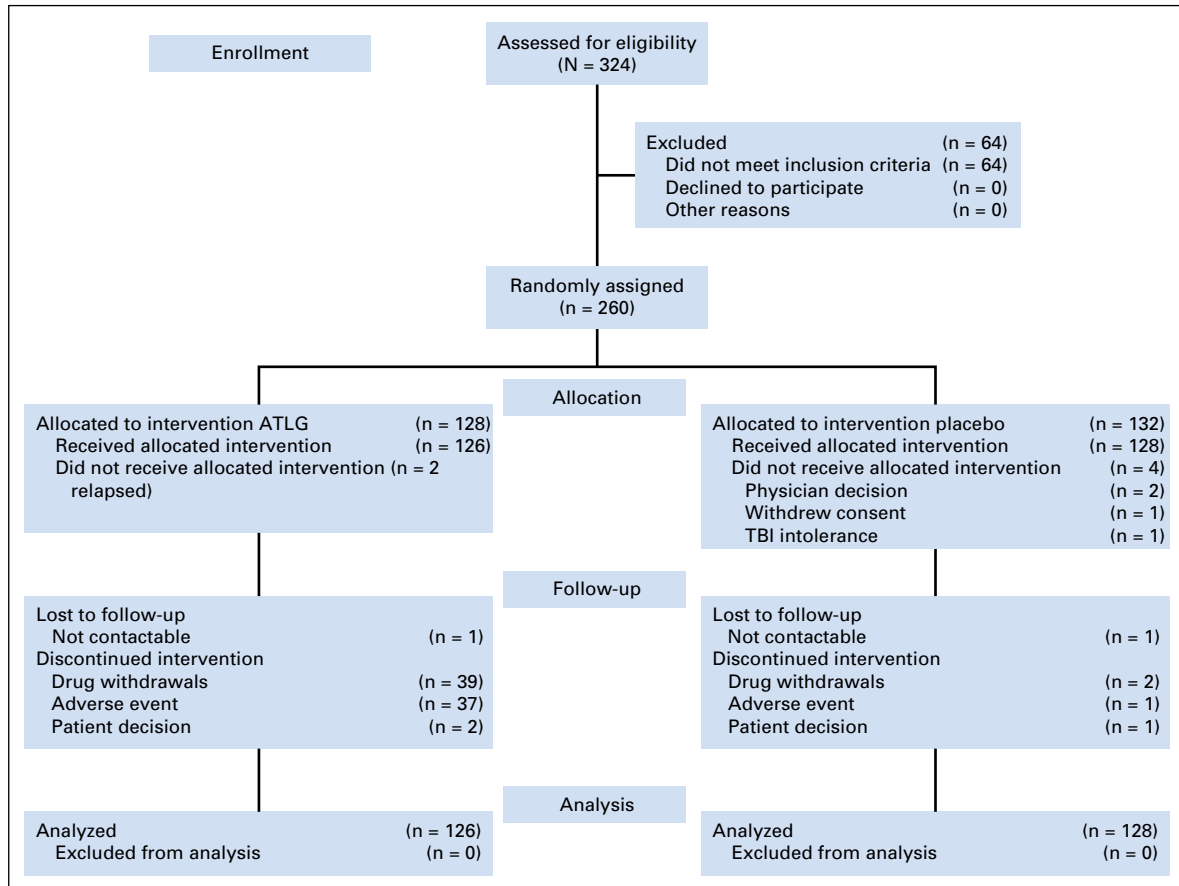 Enrollment
Assessed for eligibility
(N = 324)
Excluded (n = 64)
Did not meet inclusion criteria (n = 64)
Declined to participate (n = 0)
Other reasons (n = 0)
Randomly assigned
(n = 260)
Allocation
Allocated to intervention ATLG (n = 128)
Received allocated intervention (n = 126)
Did not receive allocated intervention (n = 2
relapsed)
Allocated to intervention placebo (n = 132)
Received allocated intervention (n = 128)
Did not receive allocated intervention (n = 4)
Physician decision (n = 2)
Withdrew consent (n = 1)
TBI intolerance (n = 1)
Follow-up
Lost to follow-up
Not contactable (n = 1)
Discontinued intervention
Drug withdrawals (n = 39)
Adverse event (n = 37)
Patient decision (n = 2)
Lost to follow-up
Not contactable (n = 1)
Discontinued intervention
Drug withdrawals (n = 2)
Adverse event (n = 1)
Patient decision (n = 1)
Analysis
Analyzed (n = 126)
Excluded from analysis (n = 0)
Analyzed (n = 128)
Excluded from analysis (n = 0)